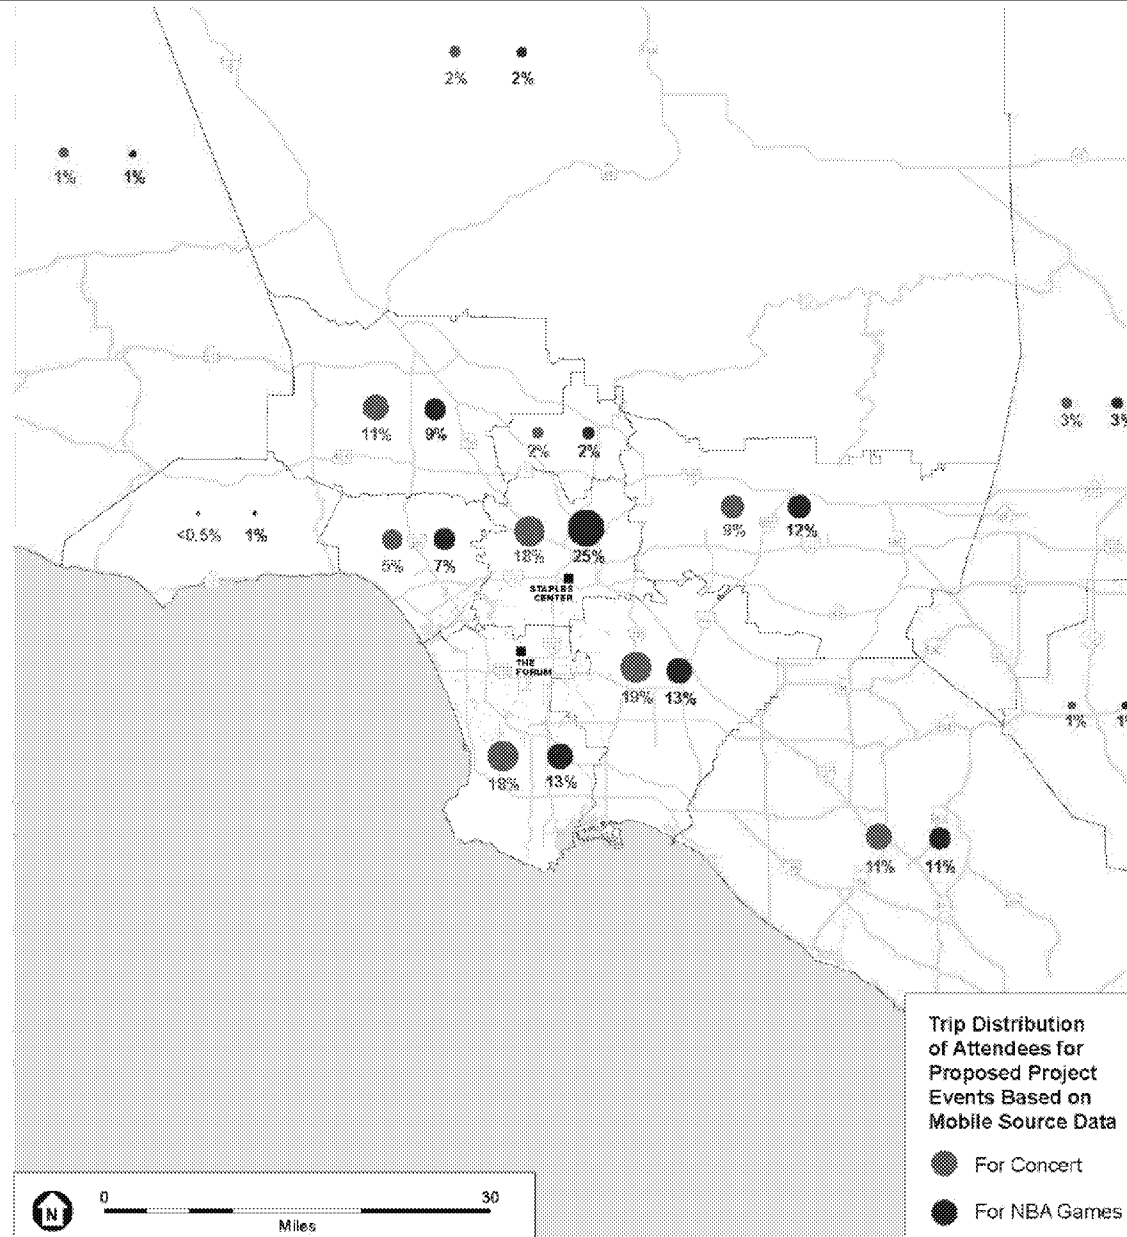 2% 2%
1% 1%
3% 3%
11% 9%
2% 2%
<0.5% 1%
5% 7%
18% 25%
9% 12%
STAPLES
CENTER
THE
FORUM
19% 13%
1%
18% 13%
11% 11%
Trip Distribution
of Attendees for
Proposed Project
Events Based on
Mobile Source Data
For Concert
For NBA Games
N
0 30
Miles